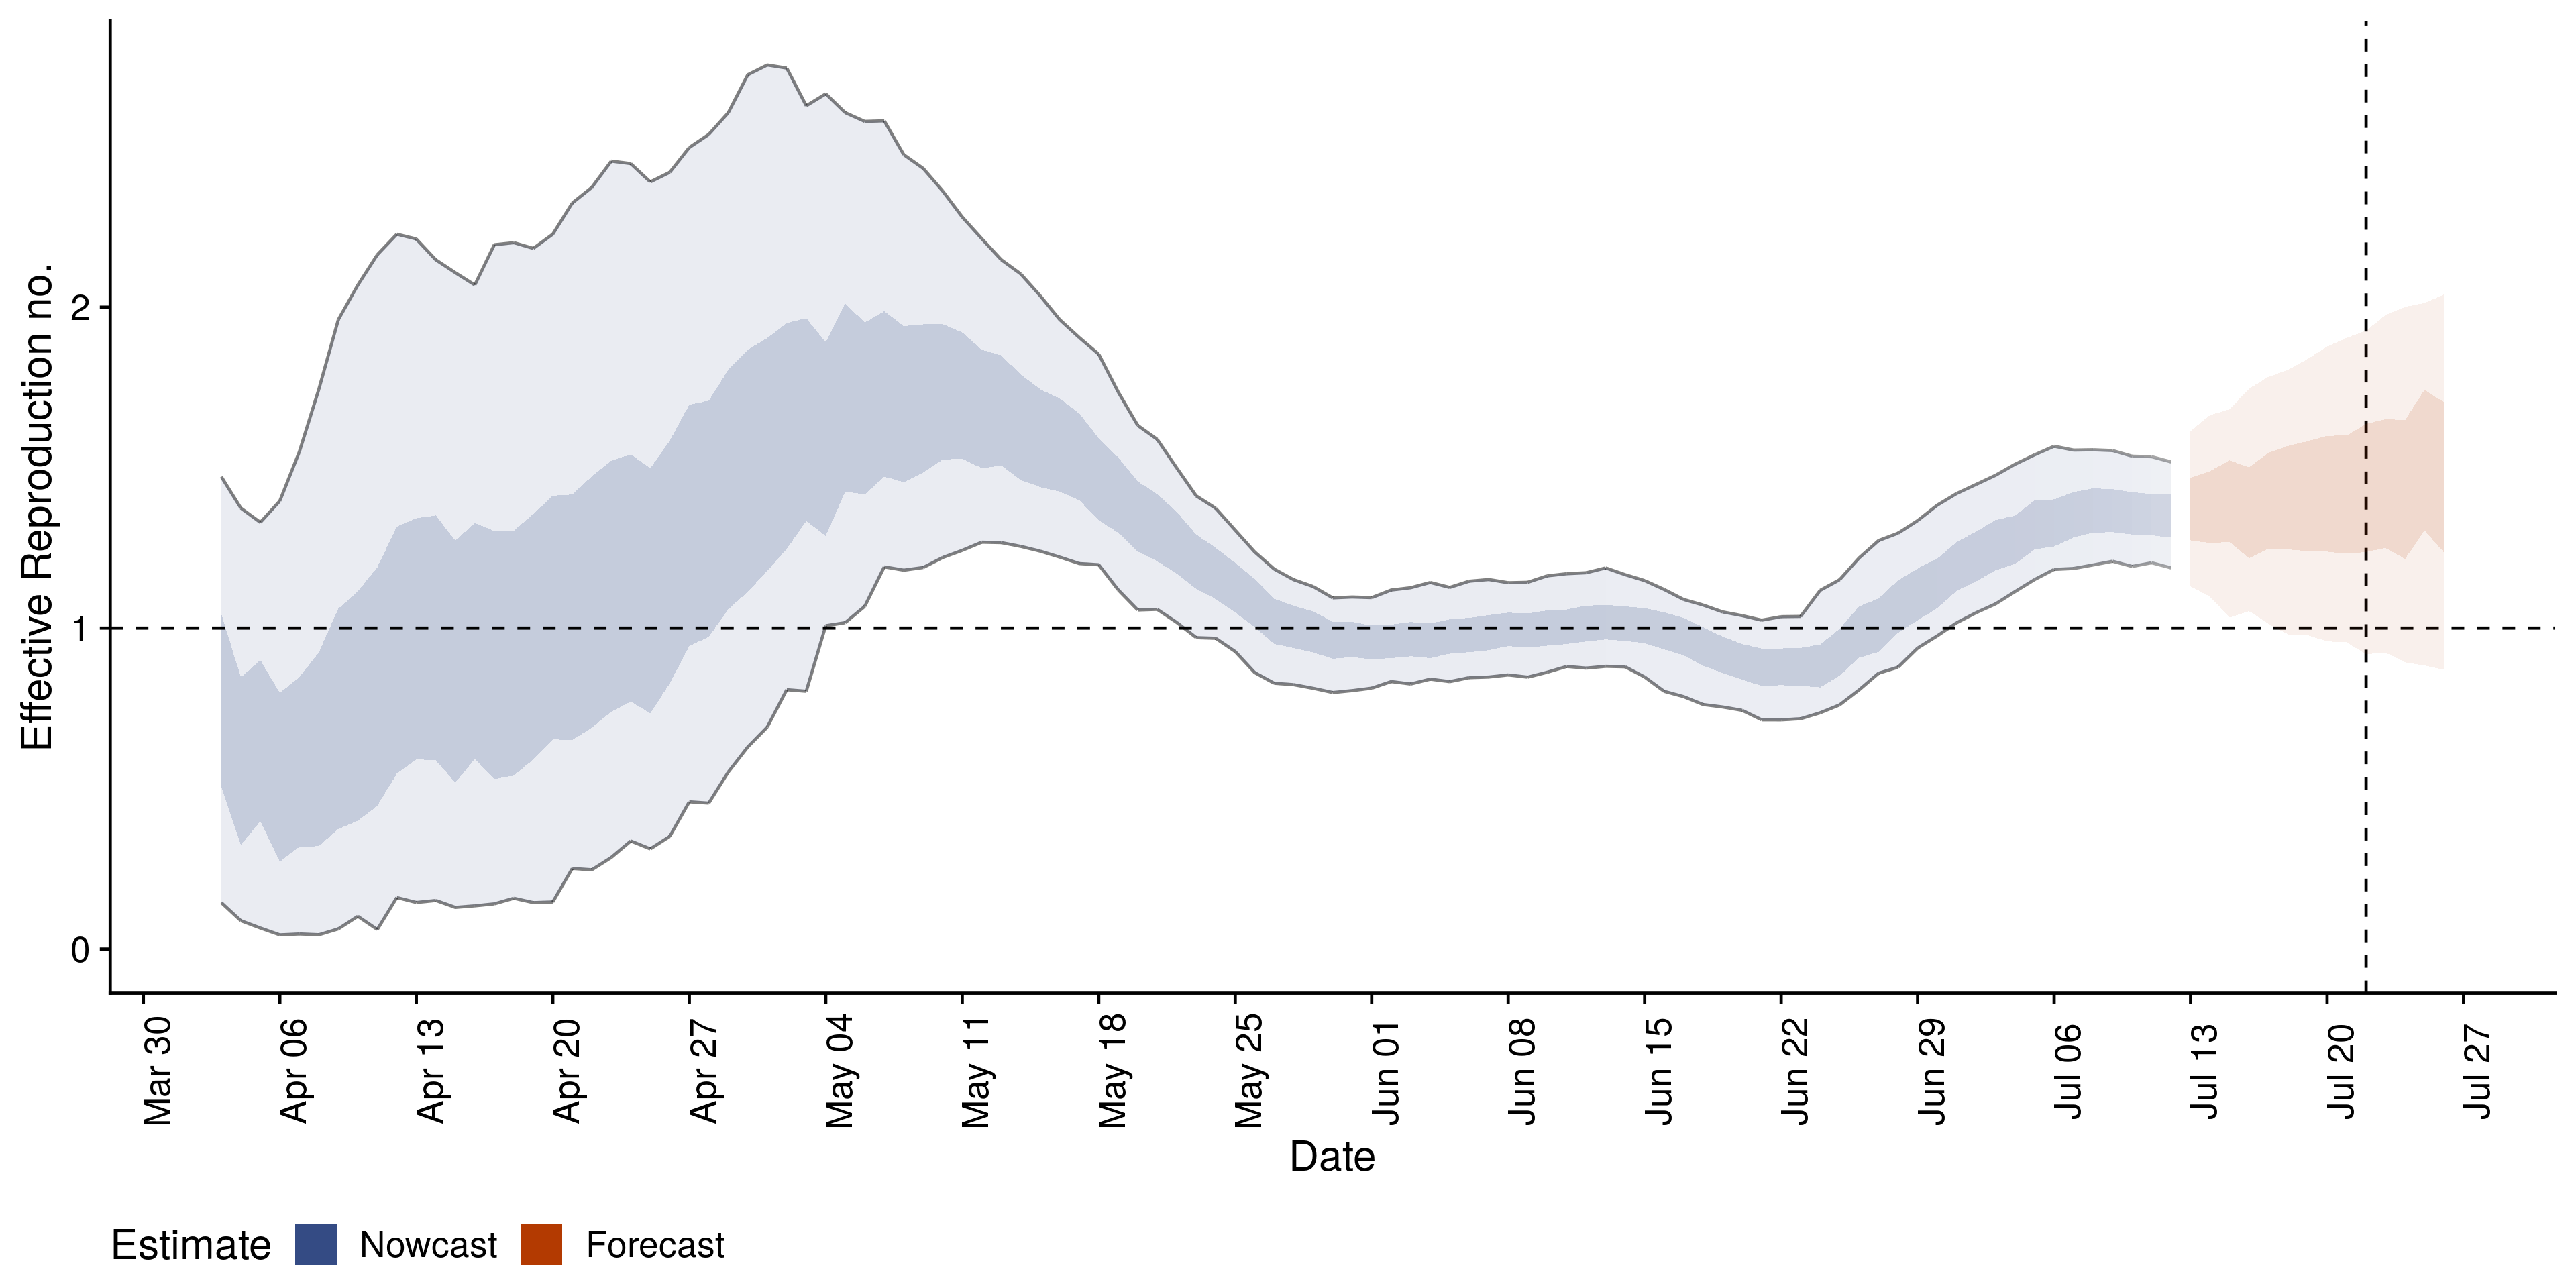 Effective Reproduction no.
2
1
0
Mar 30
Apr 06
Apr 13
Apr 20
Apr 27
May 04
May 11
May 18
May 25
Jun 01
Jun 08
Jun 15
Jun 22
Jun 29
Jul 06
Jul 13
Jul 20
Jul 27
Date
Estimate Nowcast Forecast